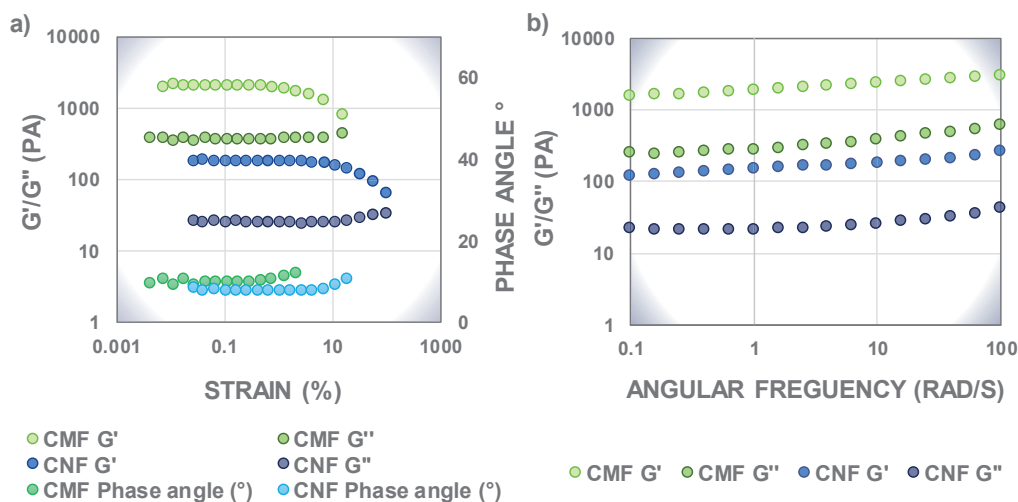 a)
10000
1000
100
10
1
G'/G'' (PA)
60
40
20
0
PHASE ANGLE °
0.001
0.1
10
1000
STRAIN (%)
CMF G'
CMF G''
CNF G'
CNF G"
CMF Phase angle (°)
CNF Phase angle (°)
b)
10000
1000
100
10
1
G'/G'' (PA)
0.1
1
10
100
ANGULAR FREGUENCY (RAD/S)
CMF G'
CMF G''
CNF G'
CNF G"